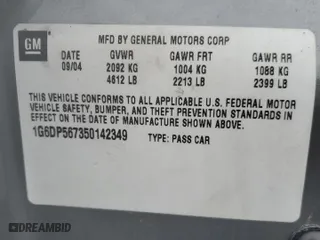 GM
MFD BY GENERAL MOTORS CORP
DATE GVWR GAWR FRT GAWR RR
09/04 2092 KG 1004 KG 1088 KG
4612 LB 2213 LB 2399 LB
THIS VEHICLE CONFORMS TO ALL APPLICABLE U.S. FEDERAL MOTOR
VEHICLE SAFETY, BUMPER, AND THEFT PREVENTION STANDARDS IN
EFFECT ON THE DATE OF MANUFACTURE SHOWN ABOVE.
1G6DP567350142349 TYPE: PASS CAR